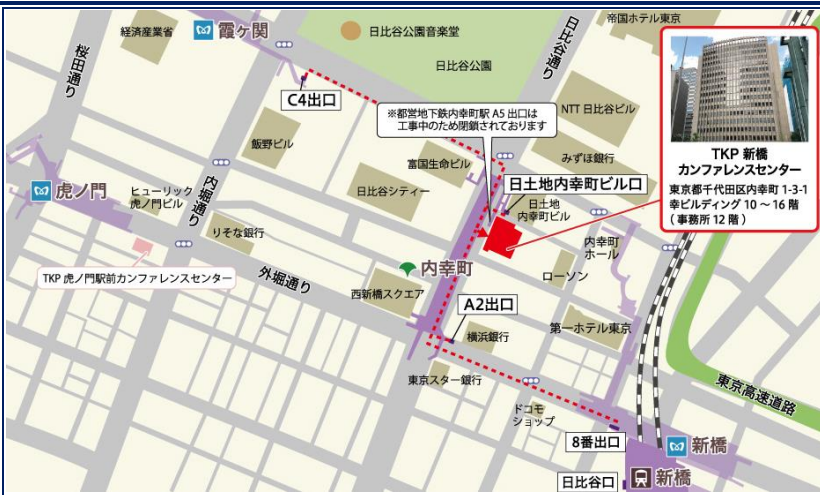 経済産業省
霞ヶ関
日比谷公園音楽堂
日比谷通り
帝国ホテル東京
桜田通り
日比谷公園
C4出口
NTT 日比谷ビル
※都営地下鉄内幸町駅 A5 出口は
工事中のため閉鎖されております
飯野ビル
みずほ銀行
TKP 新橋
カンファレンスセンター
東京都千代田区内幸町 1-3-1
幸ビルディング 10 ～ 16 階
( 事務所 12 階 )
内堀通り
富国生命ビル
日土地内幸町ビル口
虎ノ門
ヒューリック
虎ノ門ビル
日比谷シティー
日土地
内幸町ビル
りそな銀行
内幸町
ホール
TKP 虎ノ門駅前カンファレンスセンター
外堀通り
内幸町
ローソン
西新橋スクエア
A2出口
第一ホテル東京
横浜銀行
東京スター銀行
東京高速道路
ドコモ
ショップ
8番出口
新橋
日比谷口
新橋